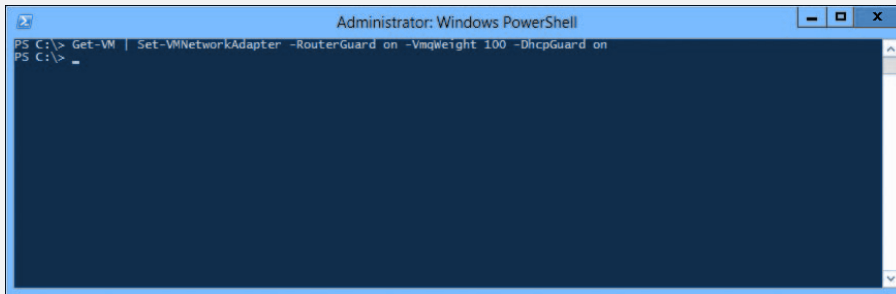 Administrator: Windows PowerShell
PS C:\> Get-VM | Set-VMNetworkAdapter -RouterGuard on -VmqWeight 100 -DhcpGuard on
PS C:\> _